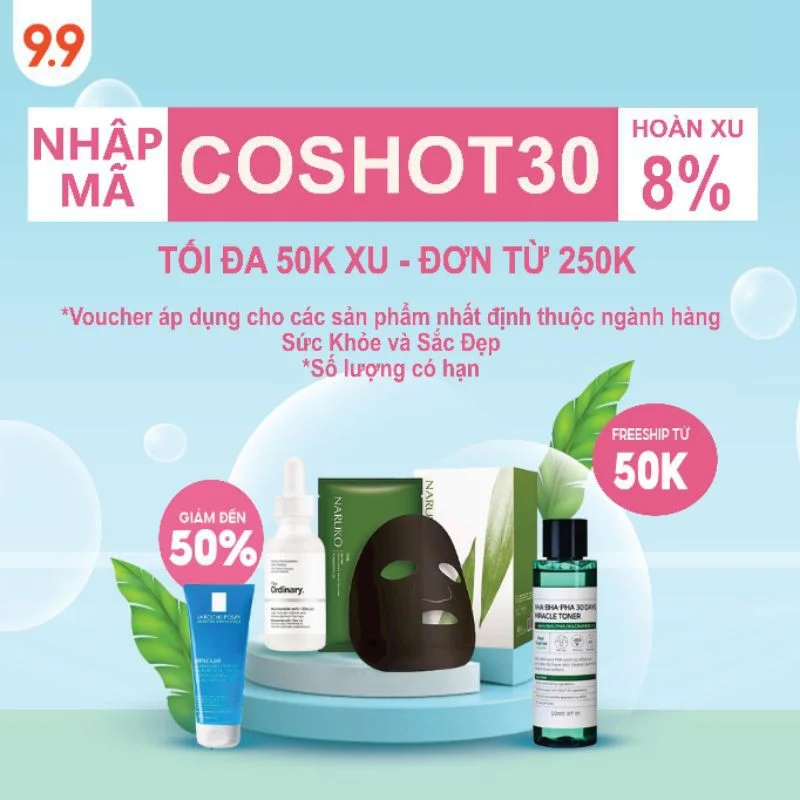 9.9
NHẬP
MÃ
COSHOT30
HOÀN XU
8%
TỐI ĐA 50K XU - ĐƠN TỪ 250K
*Voucher áp dụng cho các sản phẩm nhất định thuộc ngành hàng
Sức Khỏe và Sắc Đẹp
*Số lượng có hạn
FREESHIP TỪ
50K
GIẢM ĐẾN
50%
The
Ordinary.
NARUKO
NARUKO
LA ROCHE-POSAY
AHA·BHA·PHA 30 DAYS
MIRACLE TONER